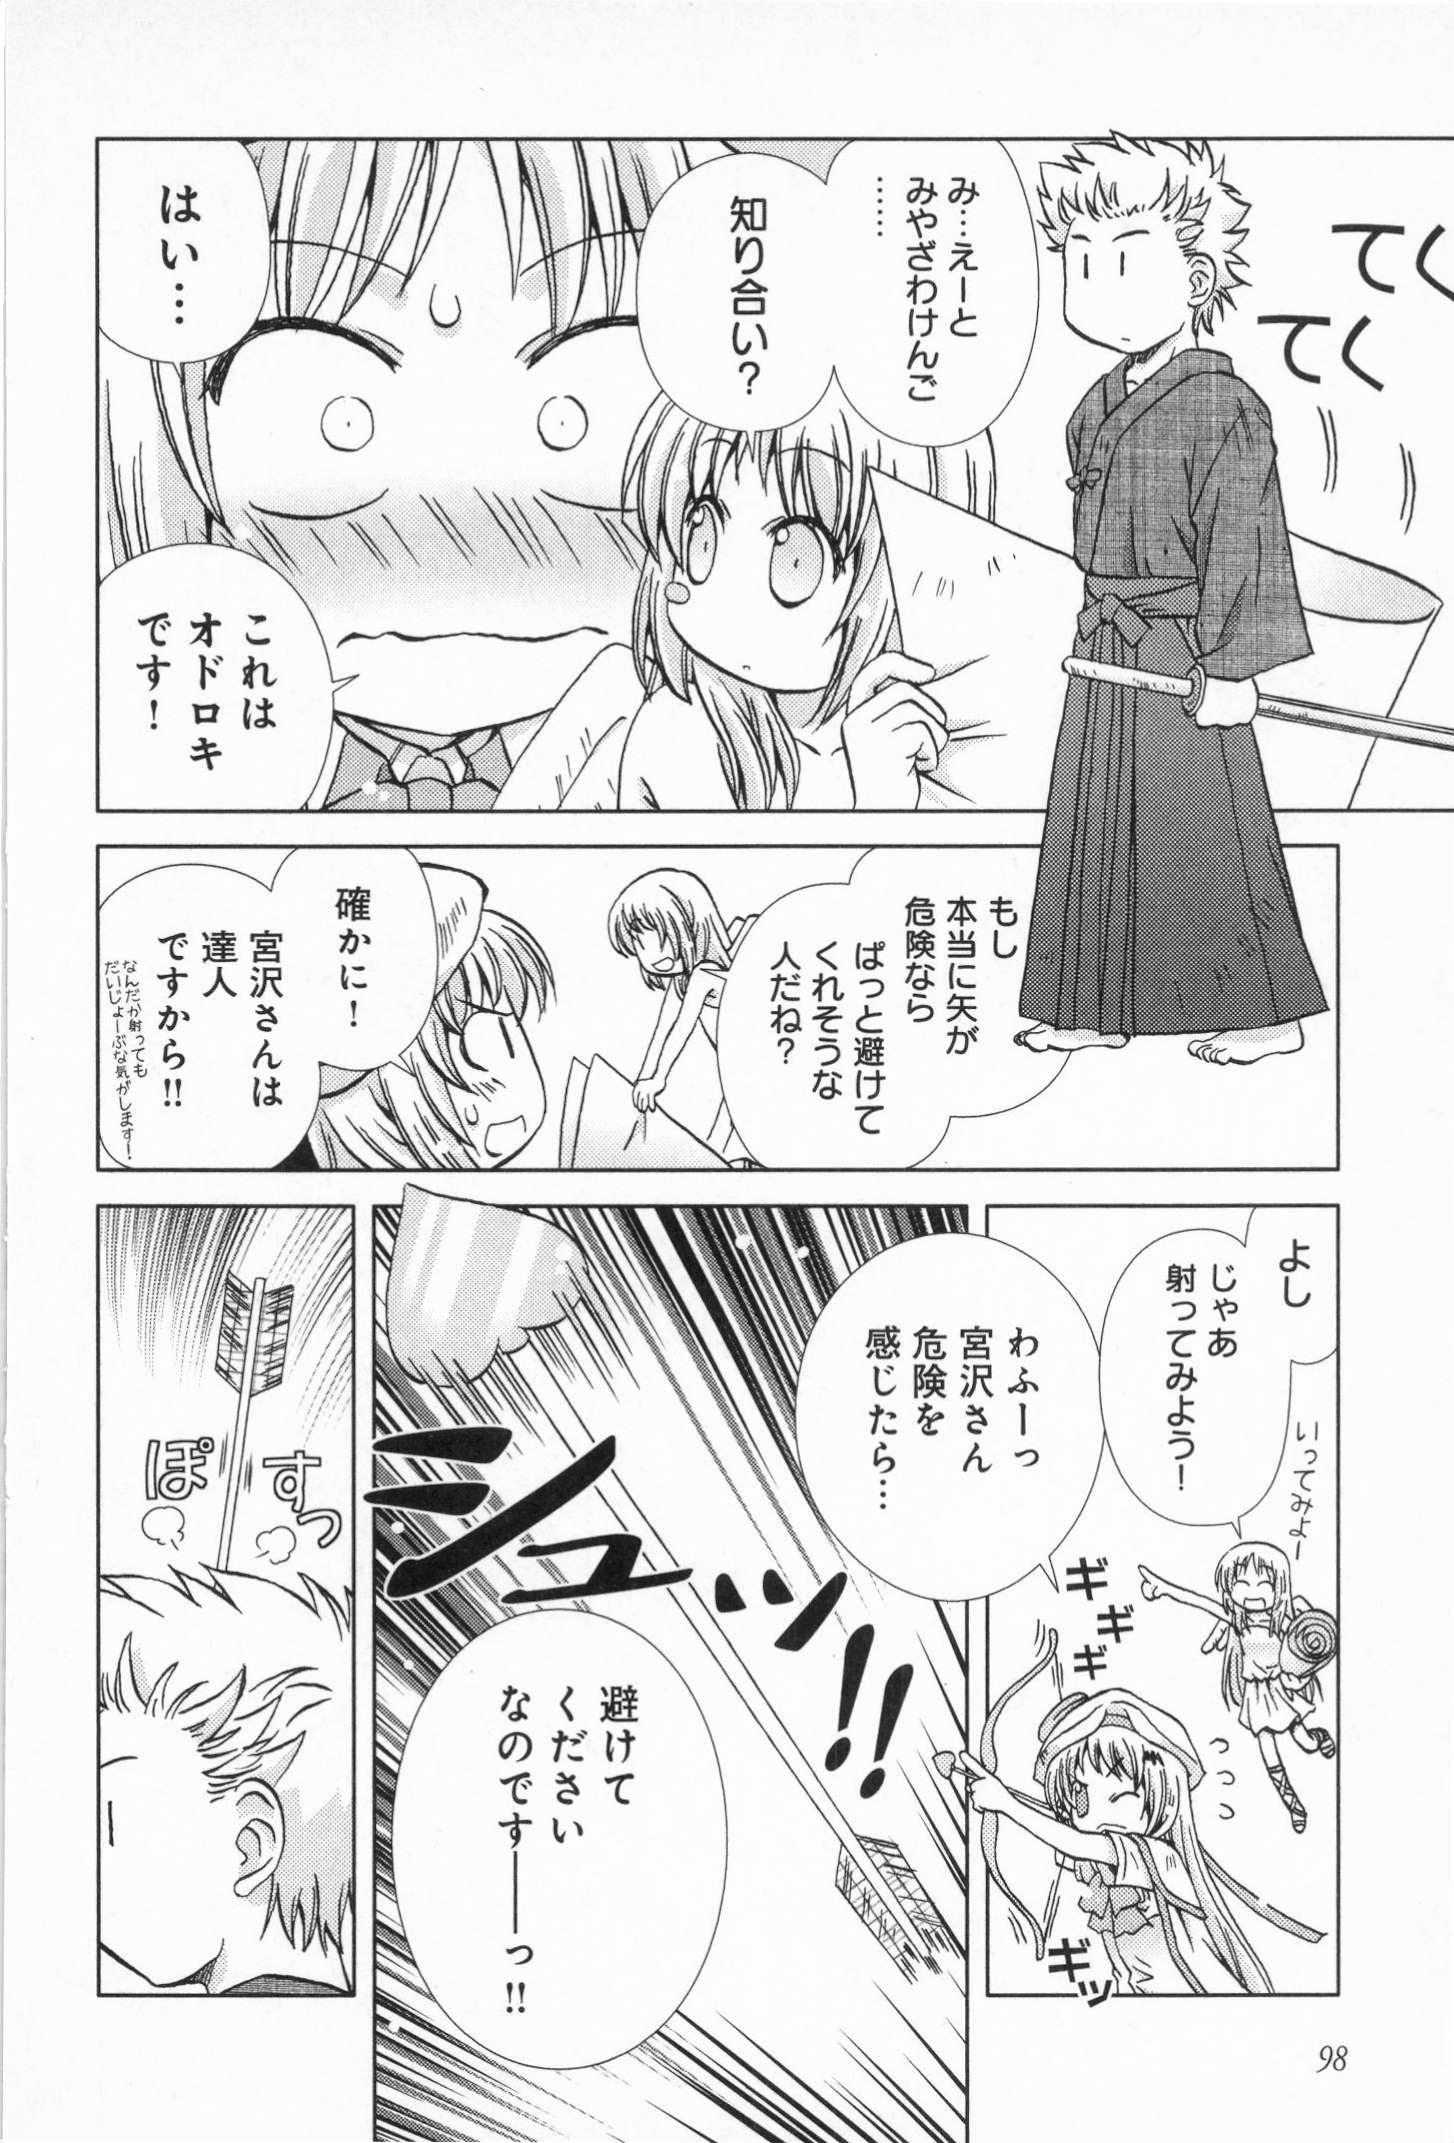 てく
てく
み…えーと
みやざわけんご
……
知り合い？
はい…
これは
オドロキ
です！
もし
本当に矢が
危険なら
ぱっと避けて
くれそうな
人だね？
確かに！
宮沢さんは
達人
ですから!!
なんだか射っても
だいじょーぶな気がします！
よし
じゃあ
射ってみよう！
いってみよー
ギギギ
ギッ
わふーっ
宮沢さん
危険を
感じたら…
シュッ!!
避けて
ください
なのです──っ!!
ぽすっ
98